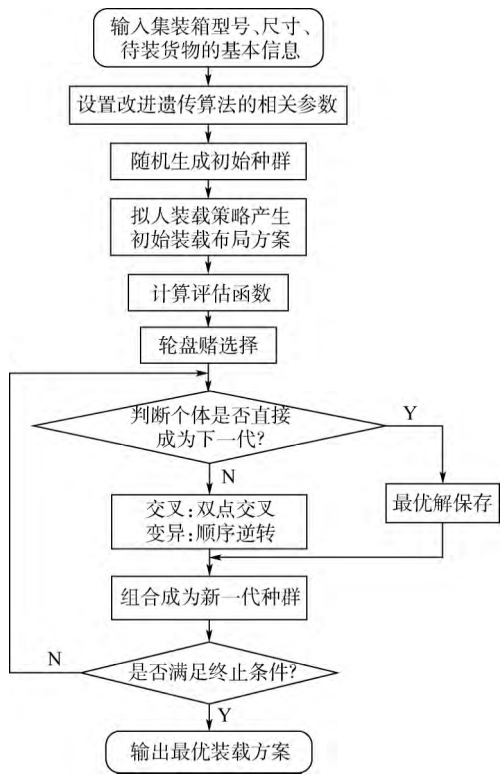 输入集装箱型号、尺寸、
待装货物的基本信息
设置改进遗传算法的相关参数
随机生成初始种群
拟人装载策略产生
初始装载布局方案
计算评估函数
轮盘赌选择
判断个体是否直接
成为下一代?
Y
N
交叉:双点交叉
变异:顺序逆转
最优解保存
组合成为新一代种群
是否满足终止条件?
N
Y
输出最优装载方案